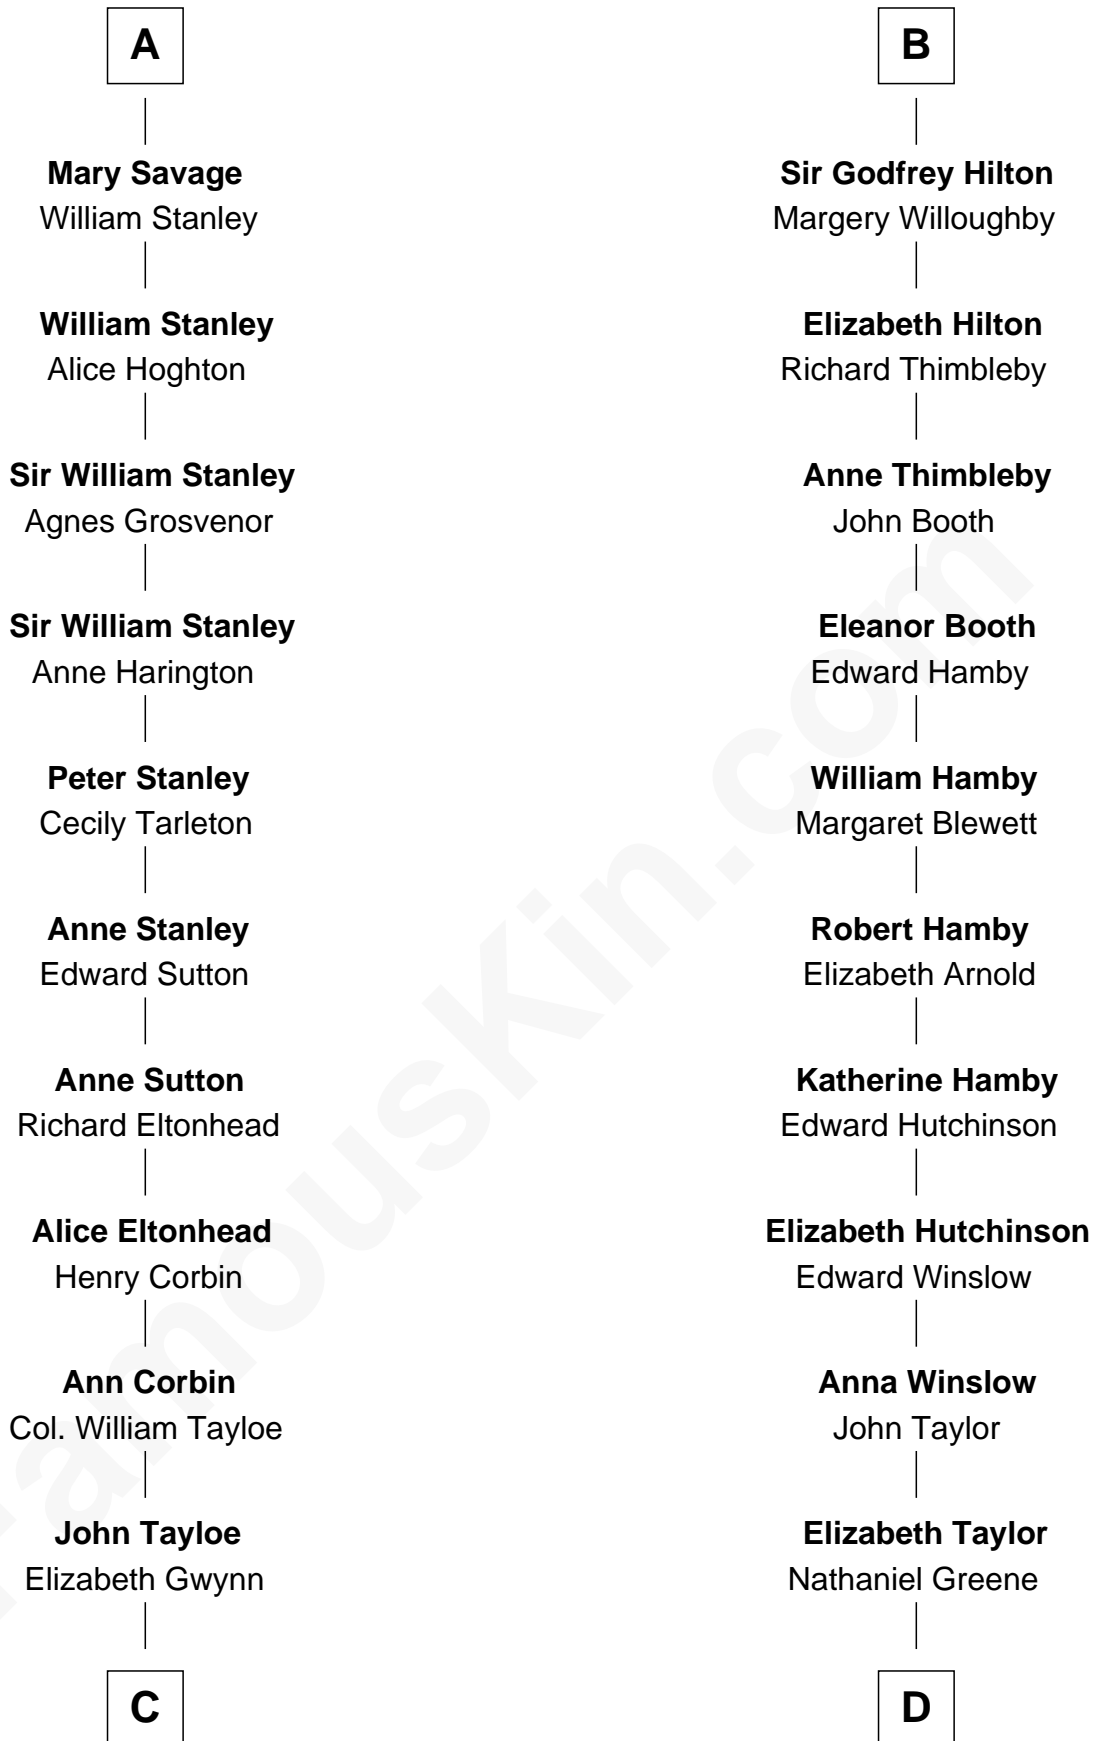 A
Mary Savage
William Stanley
William Stanley
Alice Hoghton
Sir William Stanley
Agnes Grosvenor
Sir William Stanley
Anne Harington
Peter Stanley
Cecily Tarleton
Anne Stanley
Edward Sutton
Anne Sutton
Richard Eltonhead
Alice Eltonhead
Henry Corbin
Ann Corbin
Col. William Tayloe
John Tayloe
Elizabeth Gwynn
C
B
Sir Godfrey Hilton
Margery Willoughby
Elizabeth Hilton
Richard Thimbleby
Anne Thimbleby
John Booth
Eleanor Booth
Edward Hamby
William Hamby
Margaret Blewett
Robert Hamby
Elizabeth Arnold
Katherine Hamby
Edward Hutchinson
Elizabeth Hutchinson
Edward Winslow
Anna Winslow
John Taylor
Elizabeth Taylor
Nathaniel Greene
D
FamousKin.com